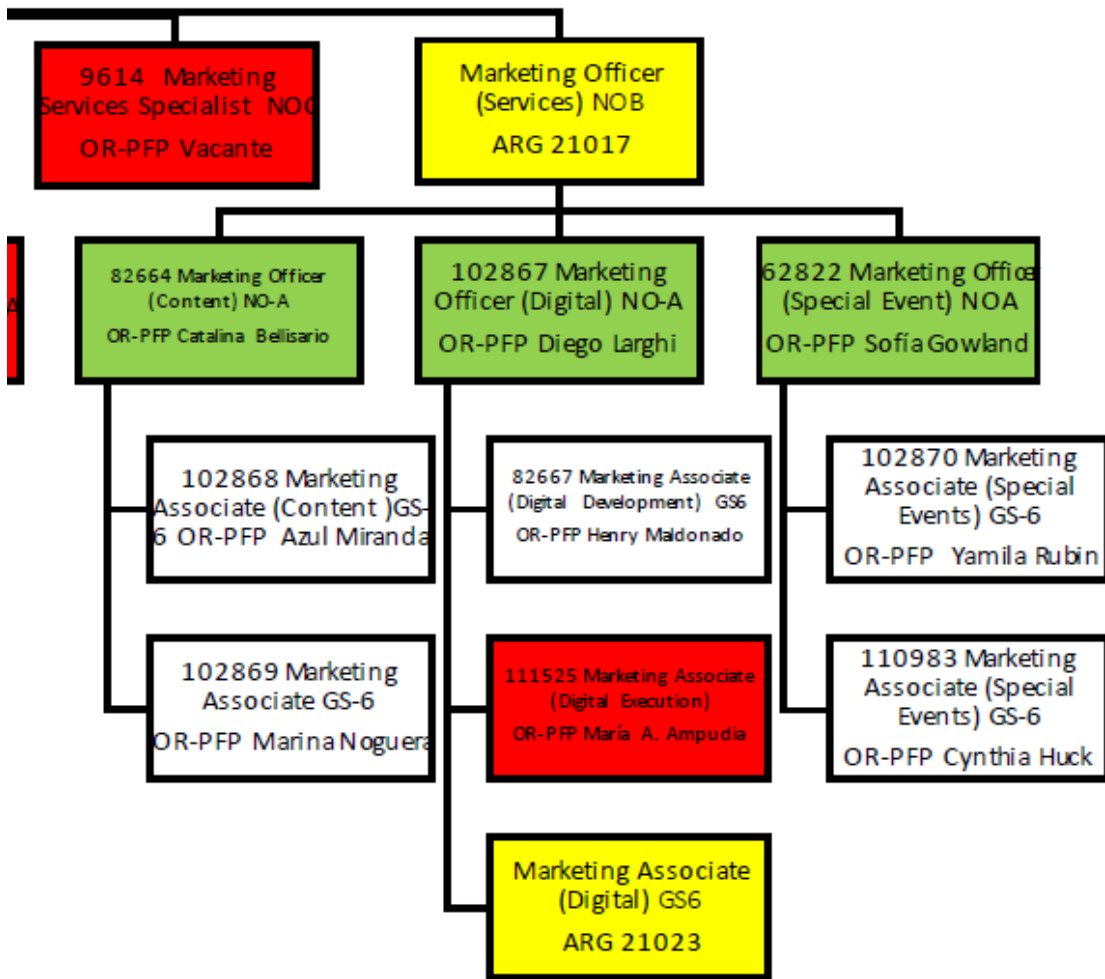 9614 Marketing
Services Specialist NOC
OR-PFP Vacante
Marketing Officer
(Services) NOB
ARG 21017
A
82664 Marketing Officer
(Content) NO-A
OR-PFP Catalina Bellisario
102867 Marketing
Officer (Digital) NO-A
OR-PFP Diego Larghi
62822 Marketing Officer
(Special Event) NOA
OR-PFP Sofía Gowland
102868 Marketing
Associate (Content )GS-
6 OR-PFP Azul Miranda
82667 Marketing Associate
(Digital Development) GS6
OR-PFP Henry Maldonado
102870 Marketing
Associate (Special
Events) GS-6
OR-PFP Yamila Rubin
102869 Marketing
Associate GS-6
OR-PFP Marina Noguera
111525 Marketing Associate
(Digital Execution)
OR-PFP María A. Ampudia
110983 Marketing
Associate (Special
Events) GS-6
OR-PFP Cynthia Huck
Marketing Associate
(Digital) GS6
ARG 21023